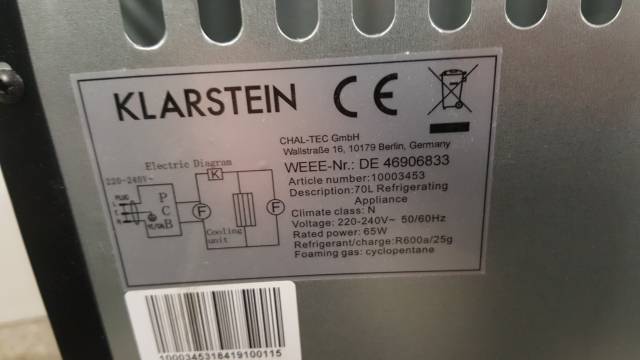 KLARSTEIN CE
CHAL-TEC GmbH
Wallstraße 16, 10179 Berlin, Germany
WEEE-Nr.: DE 46906833
Article number: 10003453
Description: 70L Refrigerating
Appliance
Climate class: N
Voltage: 220-240V~ 50/60Hz
Rated power: 65W
Refrigerant/charge: R600a/25g
Foaming gas: cyclopentane
Electric Diagram
220-240V~
K
PLUG
P
C
B
F
F
Cooling
unit
1000345316419100115